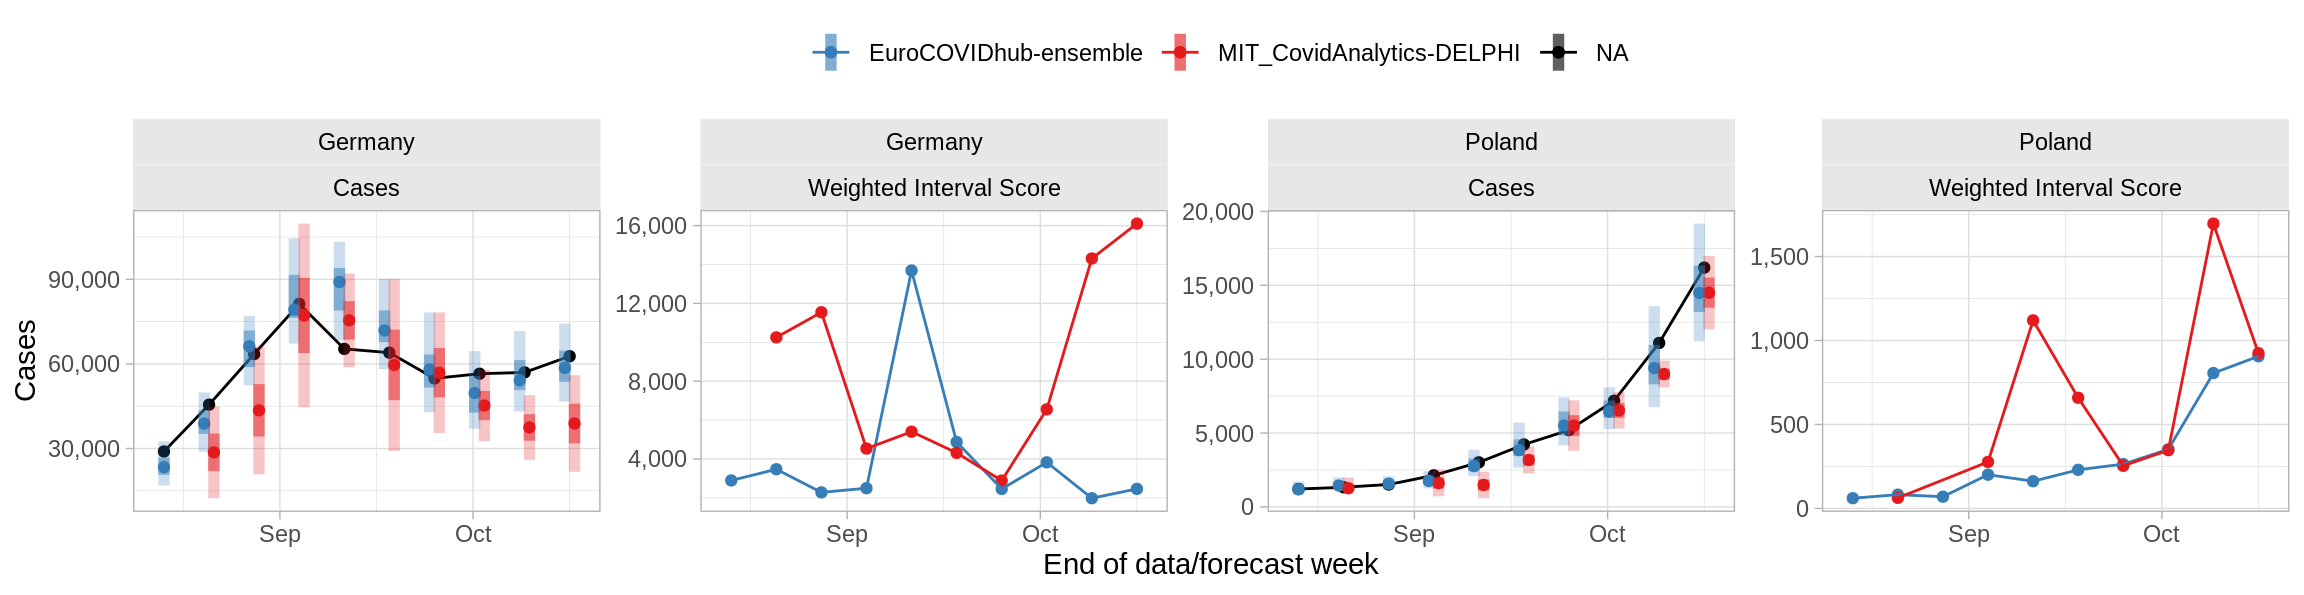 EuroCOVIDhub-ensemble MIT_CovidAnalytics-DELPHI NA
Germany Germany Poland Poland
Cases Weighted Interval Score Cases Weighted Interval Score
Cases
90,000
60,000
30,000
Sep Oct
16,000
12,000
8,000
4,000
Sep Oct
20,000
15,000
10,000
5,000
0
Sep Oct
1,500
1,000
500
0
Sep Oct
End of data/forecast week